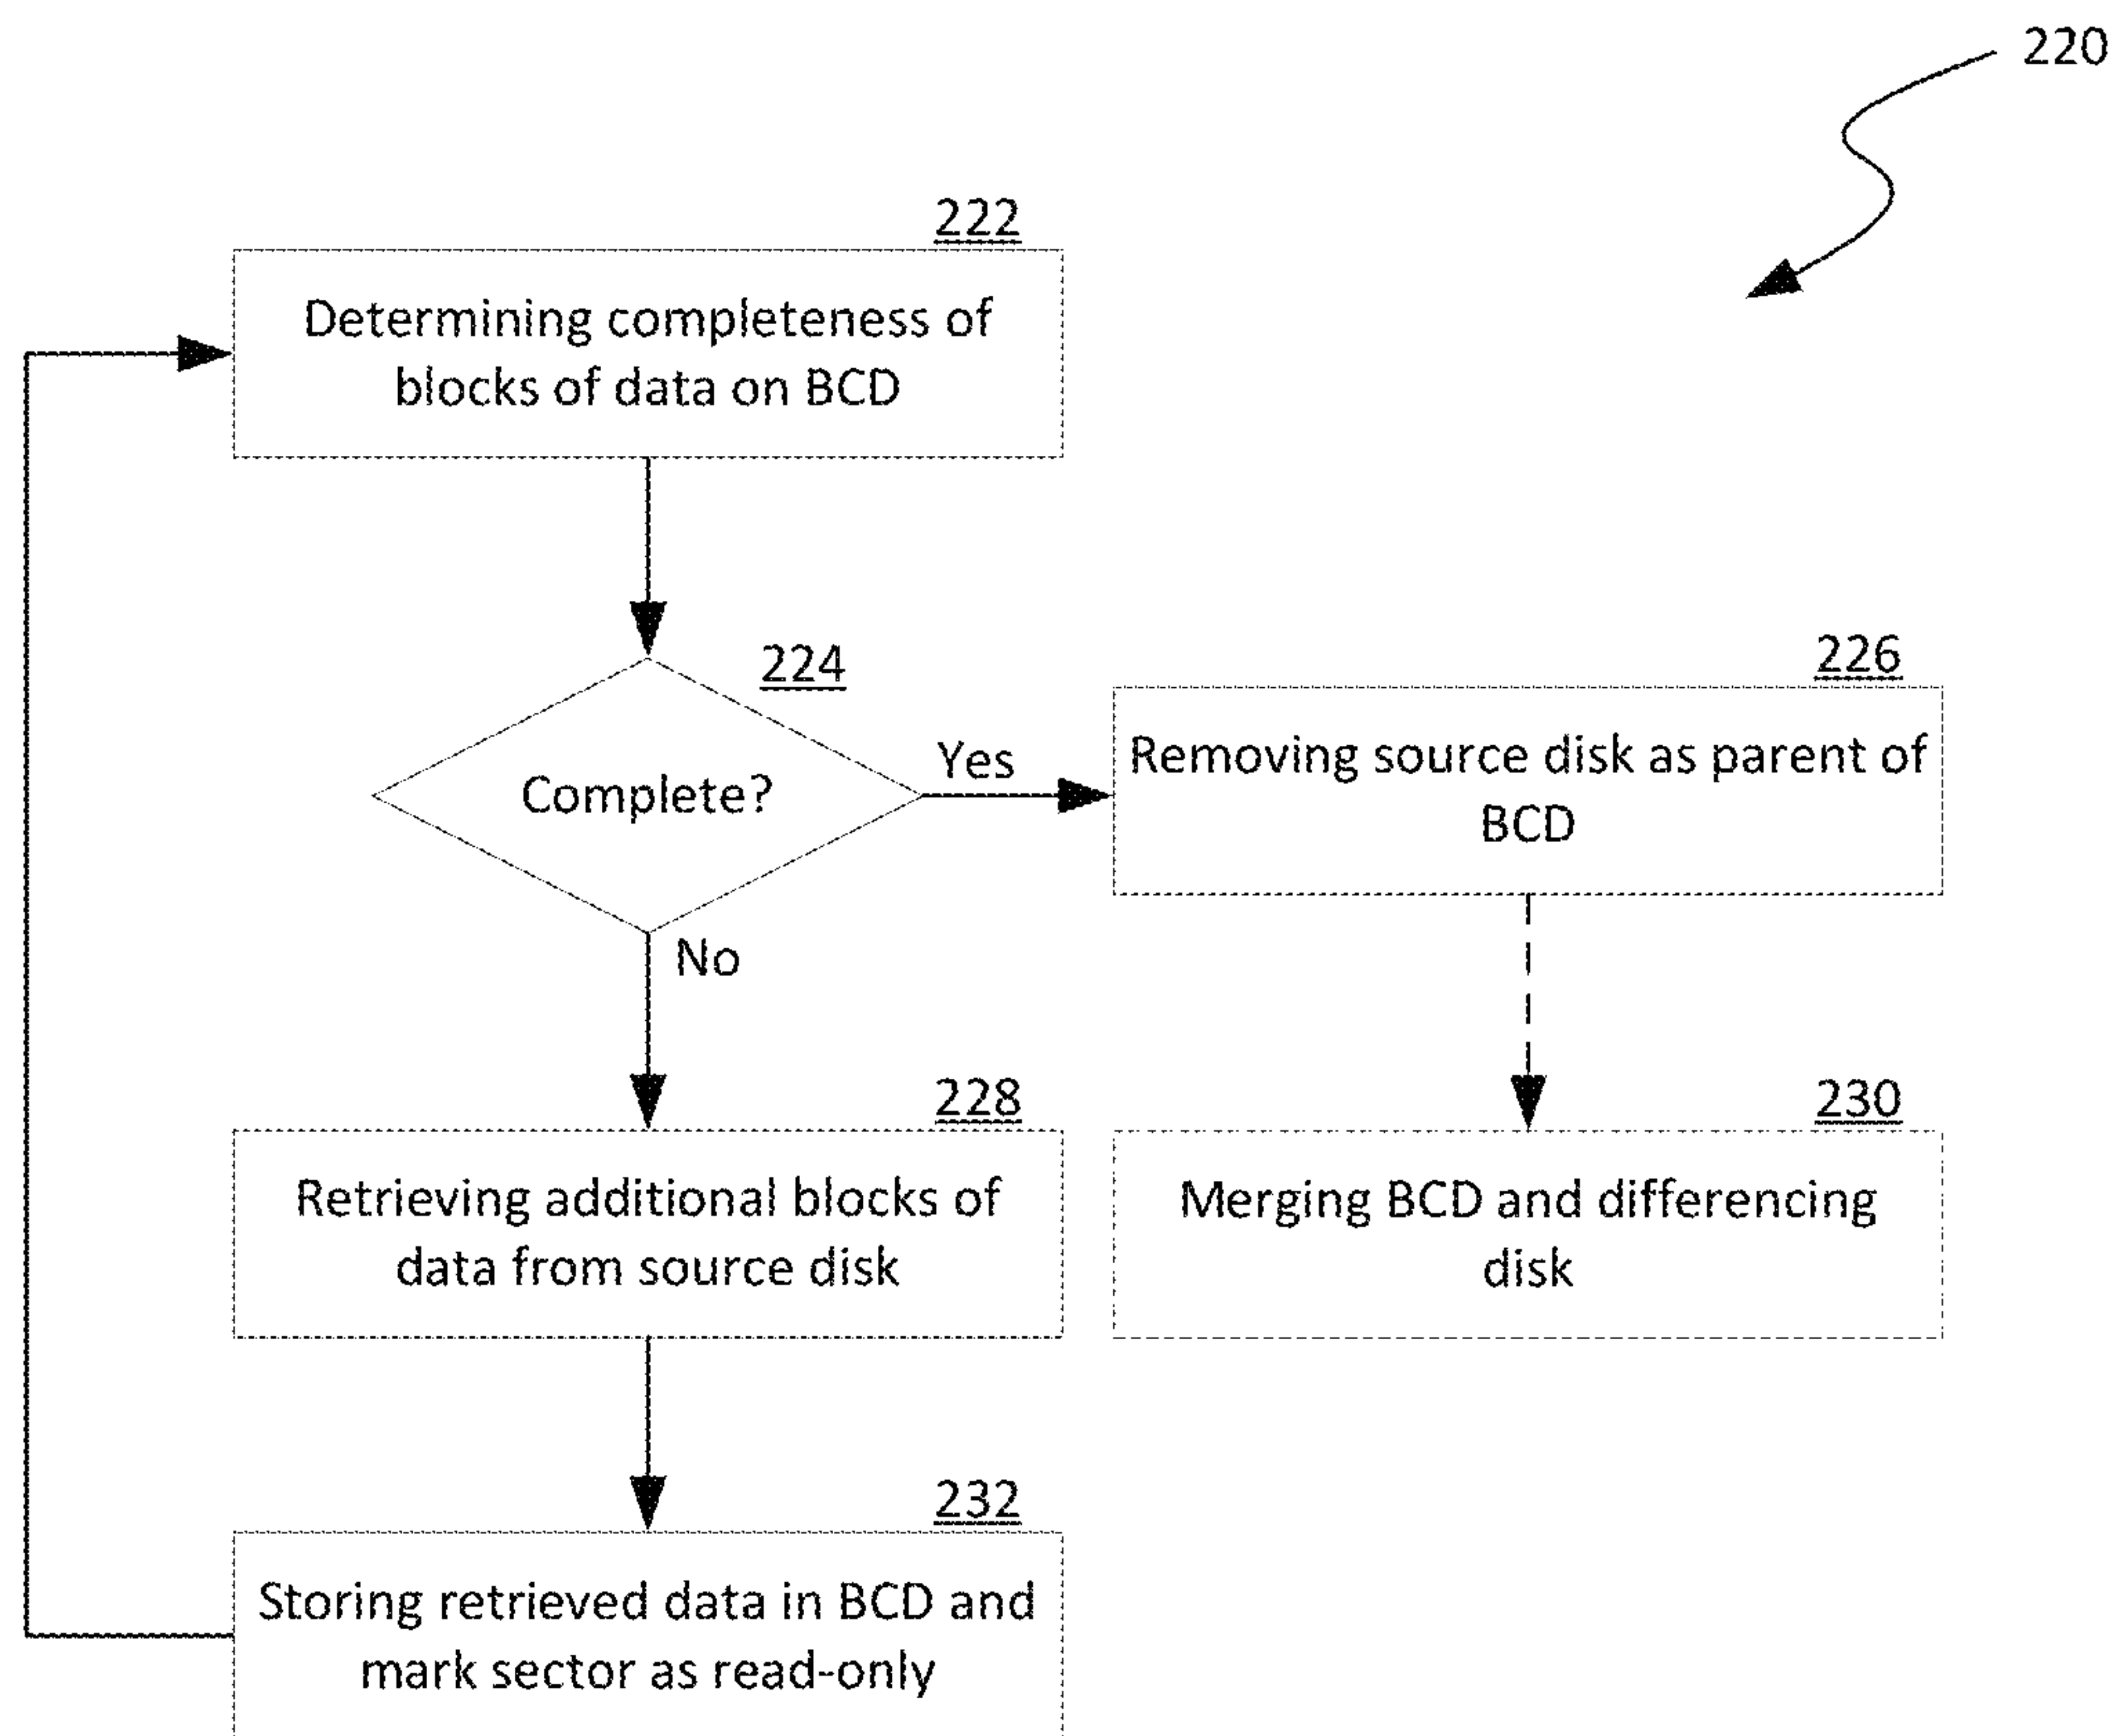 220
222
Determining completeness of
blocks of data on BCD
224
Complete?
Yes
226
Removing source disk as parent of
BCD
No
228
Retrieving additional blocks of
data from source disk
230
Merging BCD and differencing
disk
232
Storing retrieved data in BCD and
mark sector as read-only